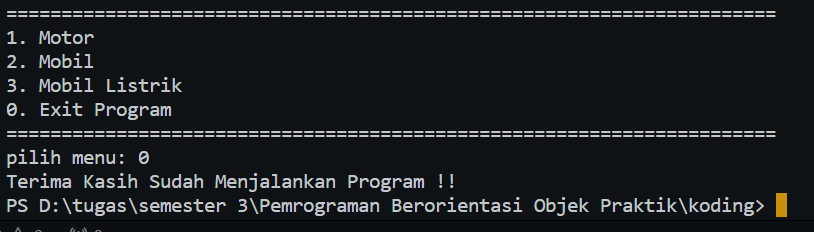 ======================================================================
1. Motor
2. Mobil
3. Mobil Listrik
0. Exit Program
======================================================================
pilih menu: 0
Terima Kasih Sudah Menjalankan Program !!
PS D:\tugas\semester 3\Pemrograman Berorientasi Objek Praktik\koding>